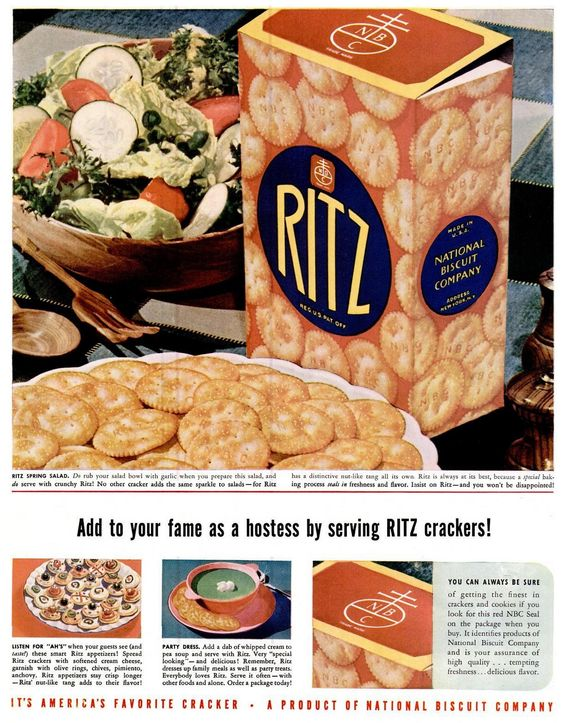 N B
C
TRADE MARK
RITZ
REG. U.S. PAT. OFF.
MADE IN
U.S.A.
NATIONAL
BISCUIT
COMPANY
ADDRESS
NEW YORK, N.Y.
RITZ SPRING SALAD. Do rub your salad bowl with garlic when you prepare this salad, and
do serve with crunchy Ritz! No other cracker adds the same sparkle to salads—for Ritz
has a distinctive nut-like tang all its own. Ritz is always at its best, because a special bak-
ing process seals in freshness and flavor. Insist on Ritz—and you won't be disappointed!
Add to your fame as a hostess by serving RITZ crackers!
LISTEN FOR "AH'S" when your guests see (and
taste!) these smart Ritz appetizers! Spread
Ritz crackers with softened cream cheese,
garnish with olive rings, chives, pimiento,
anchovy. Ritz appetizers stay crisp longer
—Ritz' nut-like tang adds to their flavor!
PARTY DRESS. Add a dab of whipped cream to
pea soup and serve with Ritz. Very "special
looking"—and delicious! Remember, Ritz
dresses up family meals as well as party treats.
Everybody loves Ritz. Serve it often—with
other foods and alone. Order a package today!
N B
C
YOU CAN ALWAYS BE SURE
of getting the finest in
crackers and cookies if you
look for this red NBC Seal
on the package when you
buy. It identifies products of
National Biscuit Company
and is your assurance of
high quality . . . tempting
freshness...delicious flavor.
IT'S AMERICA'S FAVORITE CRACKER • A PRODUCT OF NATIONAL BISCUIT COMPANY